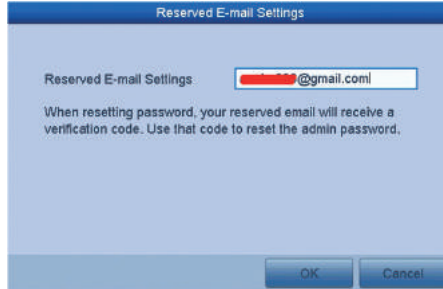 Reserved E-mail Settings
Reserved E-mail Settings @gmail.com
When resetting password, your reserved email will receive a
verification code. Use that code to reset the admin password.
OK Cancel